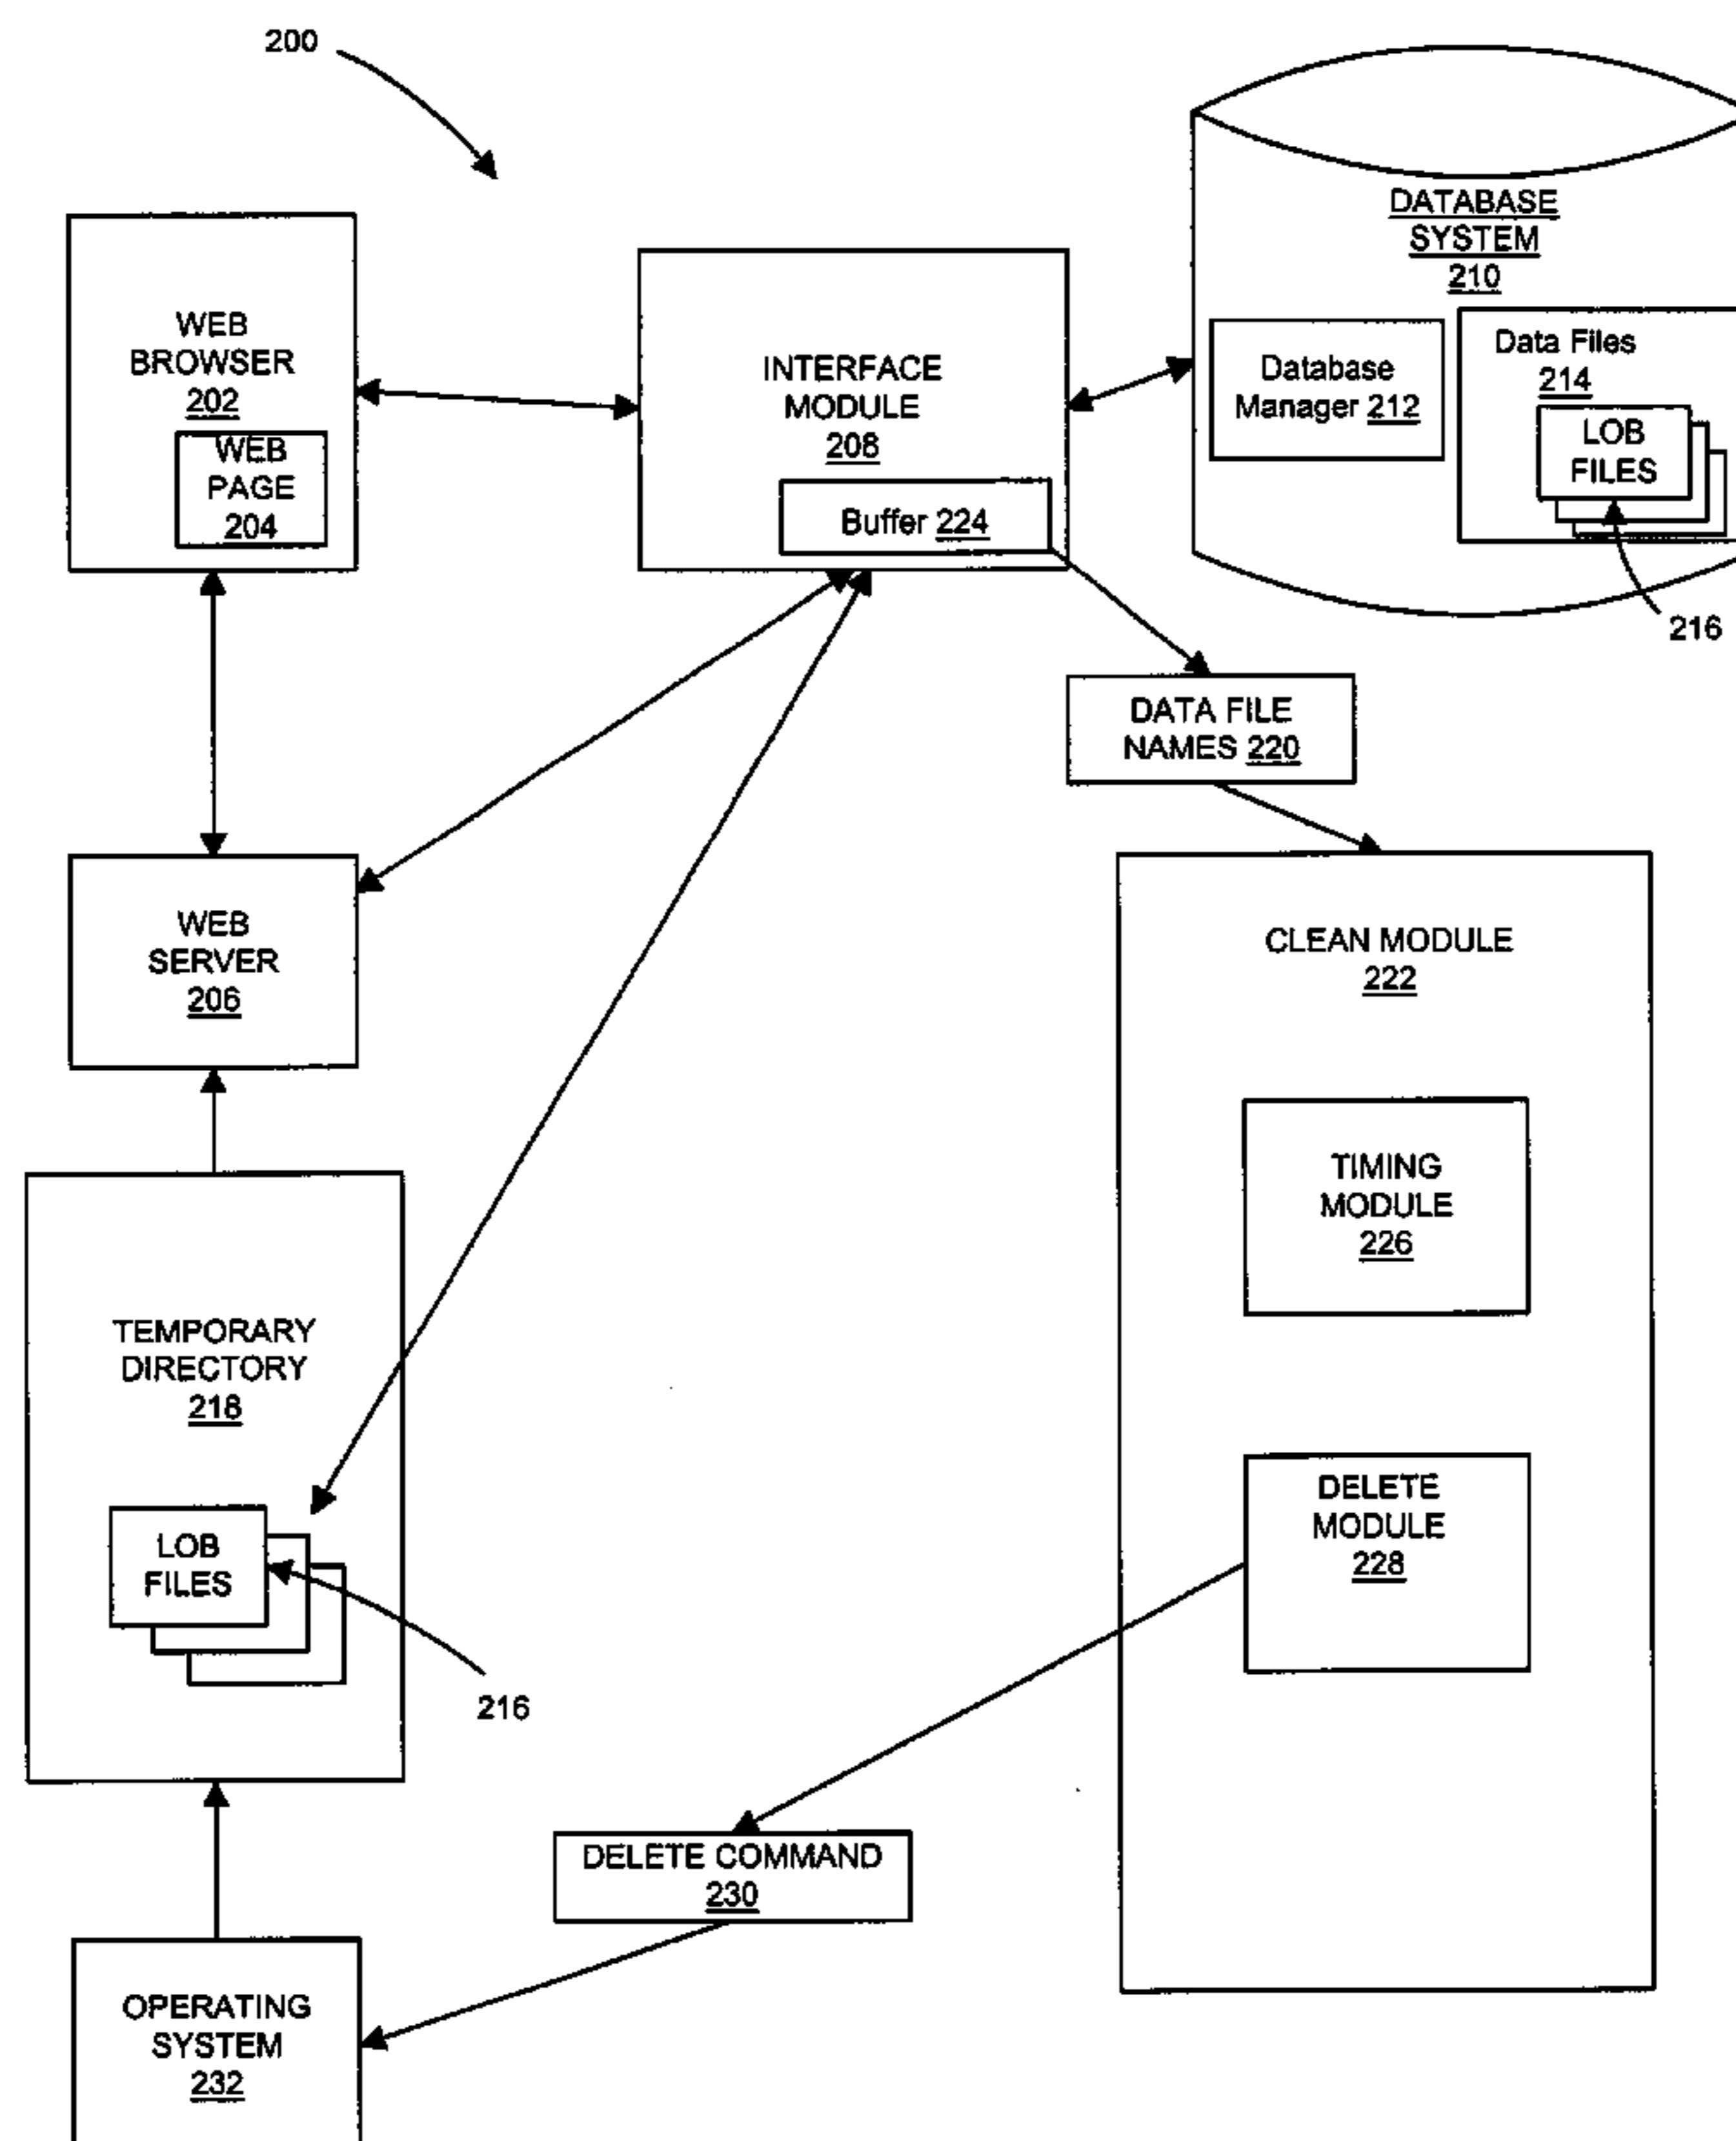 200
DATABASE
SYSTEM
210
WEB
BROWSER
202
WEB
PAGE
204
INTERFACE
MODULE
208
Buffer 224
Database
Manager 212
Data Files
214
LOB
FILES
216
DATA FILE
NAMES 220
WEB
SERVER
206
CLEAN MODULE
222
TIMING
MODULE
226
TEMPORARY
DIRECTORY
218
LOB
FILES
216
DELETE
MODULE
228
DELETE COMMAND
230
OPERATING
SYSTEM
232